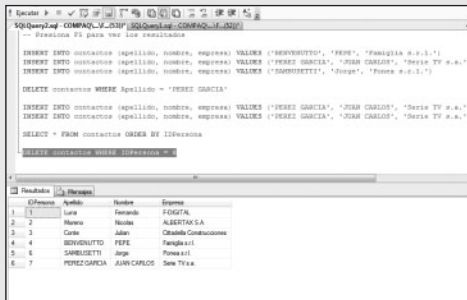 Ejecutar
SQLQuery2.sql - COMPAQ\...\F...(53))* SQLQuery1.sql - COMPAQ\...\F...(52))*
-- Presiona F5 para ver los resultados
INSERT INTO contactos (apellido, nombre, empresa) VALUES ('BENVENUTTO', 'PEPE', 'Famiglia s.r.l.')
INSERT INTO contactos (apellido, nombre, empresa) VALUES ('PEREZ GARCIA', 'JUAN CARLOS', 'Serie TV s.a.'
INSERT INTO contactos (apellido, nombre, empresa) VALUES ('SAMBUSETTI', 'Jorge', 'Ponea s.r.l.')
DELETE contactos WHERE Apellido = 'PEREZ GARCIA'
INSERT INTO contactos (apellido, nombre, empresa) VALUES ('PEREZ GARCIA', 'JUAN CARLOS', 'Serie TV s.a.'
INSERT INTO contactos (apellido, nombre, empresa) VALUES ('PEREZ GARCIA', 'JUAN CARLOS', 'Serie TV s.a.'
SELECT * FROM contactos ORDER BY IDPersona
DELETE contactos WHERE IDPersona = 6
Resultados Mensajes
IDPersona Apellido Nombre Empresa
1 1 Luna Fernando F-DIGITAL
2 2 Moreno Nicolas ALBERTAX S.A.
3 3 Conte Julian Citadella Construcciones
4 4 BENVENUTTO PEPE Famiglia s.r.l.
5 6 SAMBUSETTI Jorge Ponea s.r.l.
6 7 PEREZ GARCIA JUAN CARLOS Serie TV s.a.